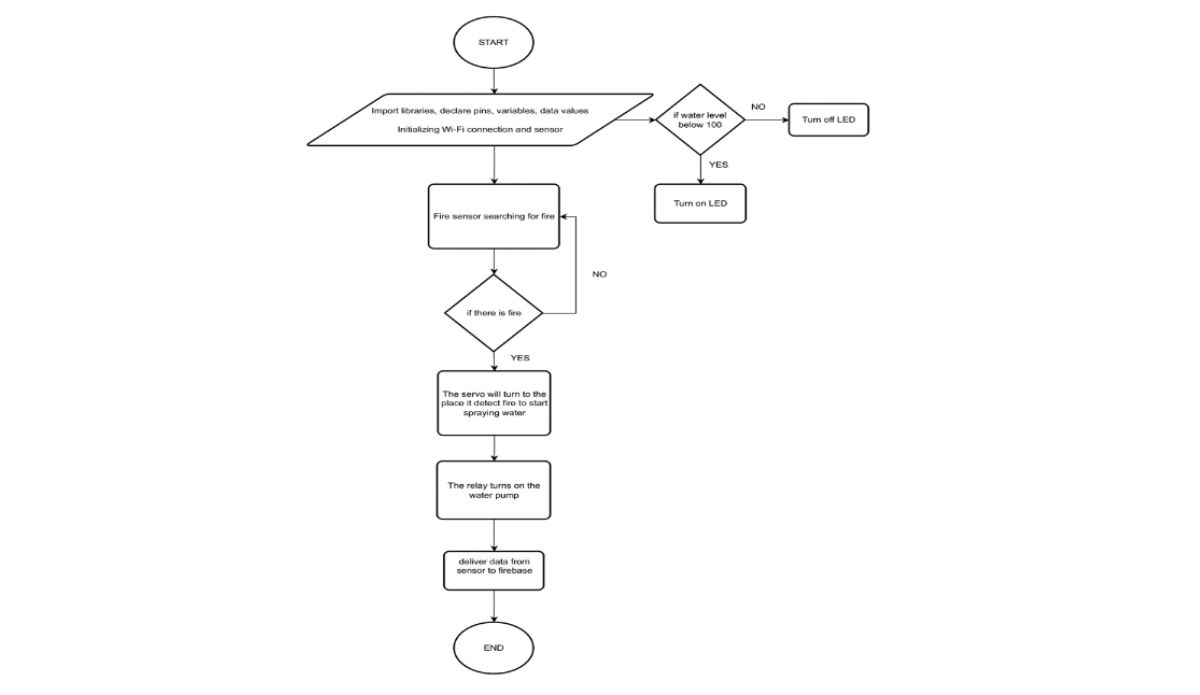 START
Import libraries, declare pins, variables, data values
Initializing Wi-Fi connection and sensor
if water level
below 100
NO
Turn off LED
YES
Turn on LED
Fire sensor searching for fire
NO
if there is fire
YES
The servo will turn to the
place it detect fire to start
spraying water
The relay turns on the
water pump
deliver data from
sensor to firebase
END